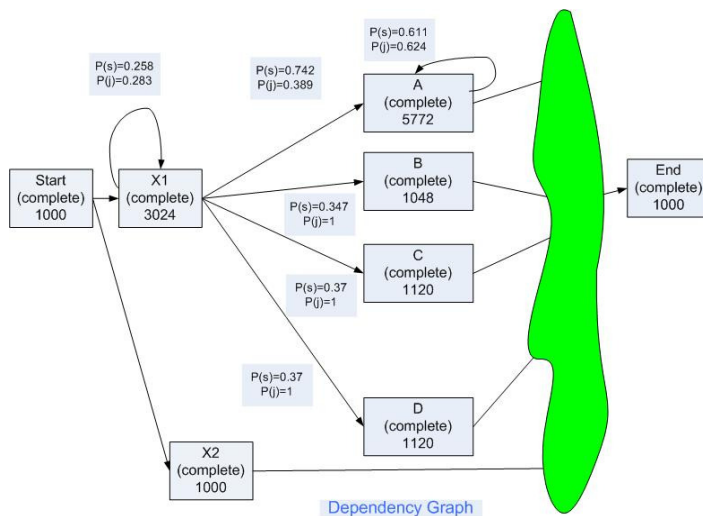 P(s)=0.611
P(j)=0.624
P(s)=0.258
P(j)=0.283
P(s)=0.742
P(j)=0.389
A
(complete)
5772
Start
(complete)
1000
X1
(complete)
3024
B
(complete)
1048
End
(complete)
1000
P(s)=0.347
P(j)=1
C
(complete)
1120
P(s)=0.37
P(j)=1
P(s)=0.37
P(j)=1
D
(complete)
1120
X2
(complete)
1000
Dependency Graph